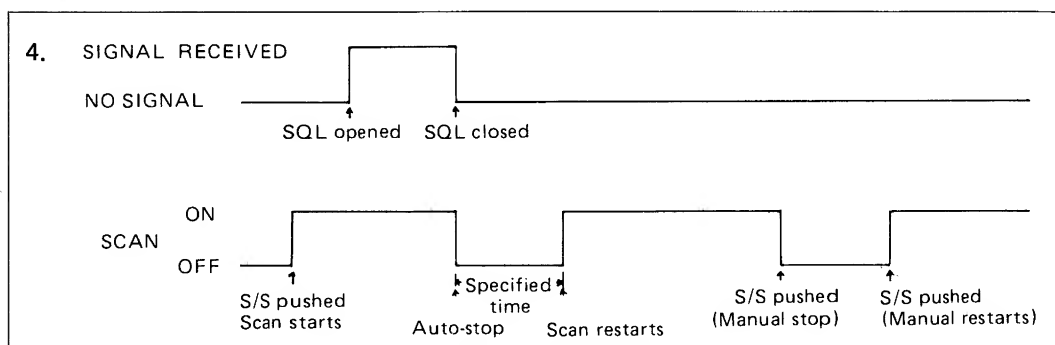 4. SIGNAL RECEIVED
NO SIGNAL
SQL opened SQL closed
ON
SCAN
OFF
S/S pushed
Scan starts
Auto-stop
Specified
time
Scan restarts
S/S pushed
(Manual stop)
S/S pushed
(Manual restarts)